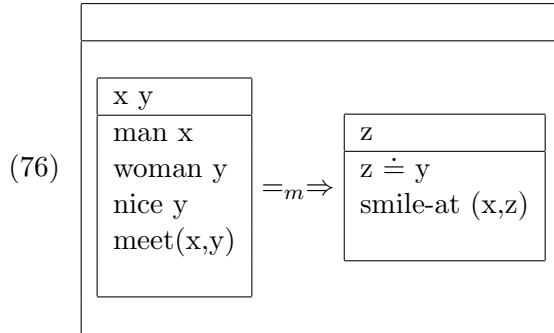 x y
man x
woman y
nice y
meet(x,y)
(76)
=m⇒
z
z ≐ y
smile-at (x,z)